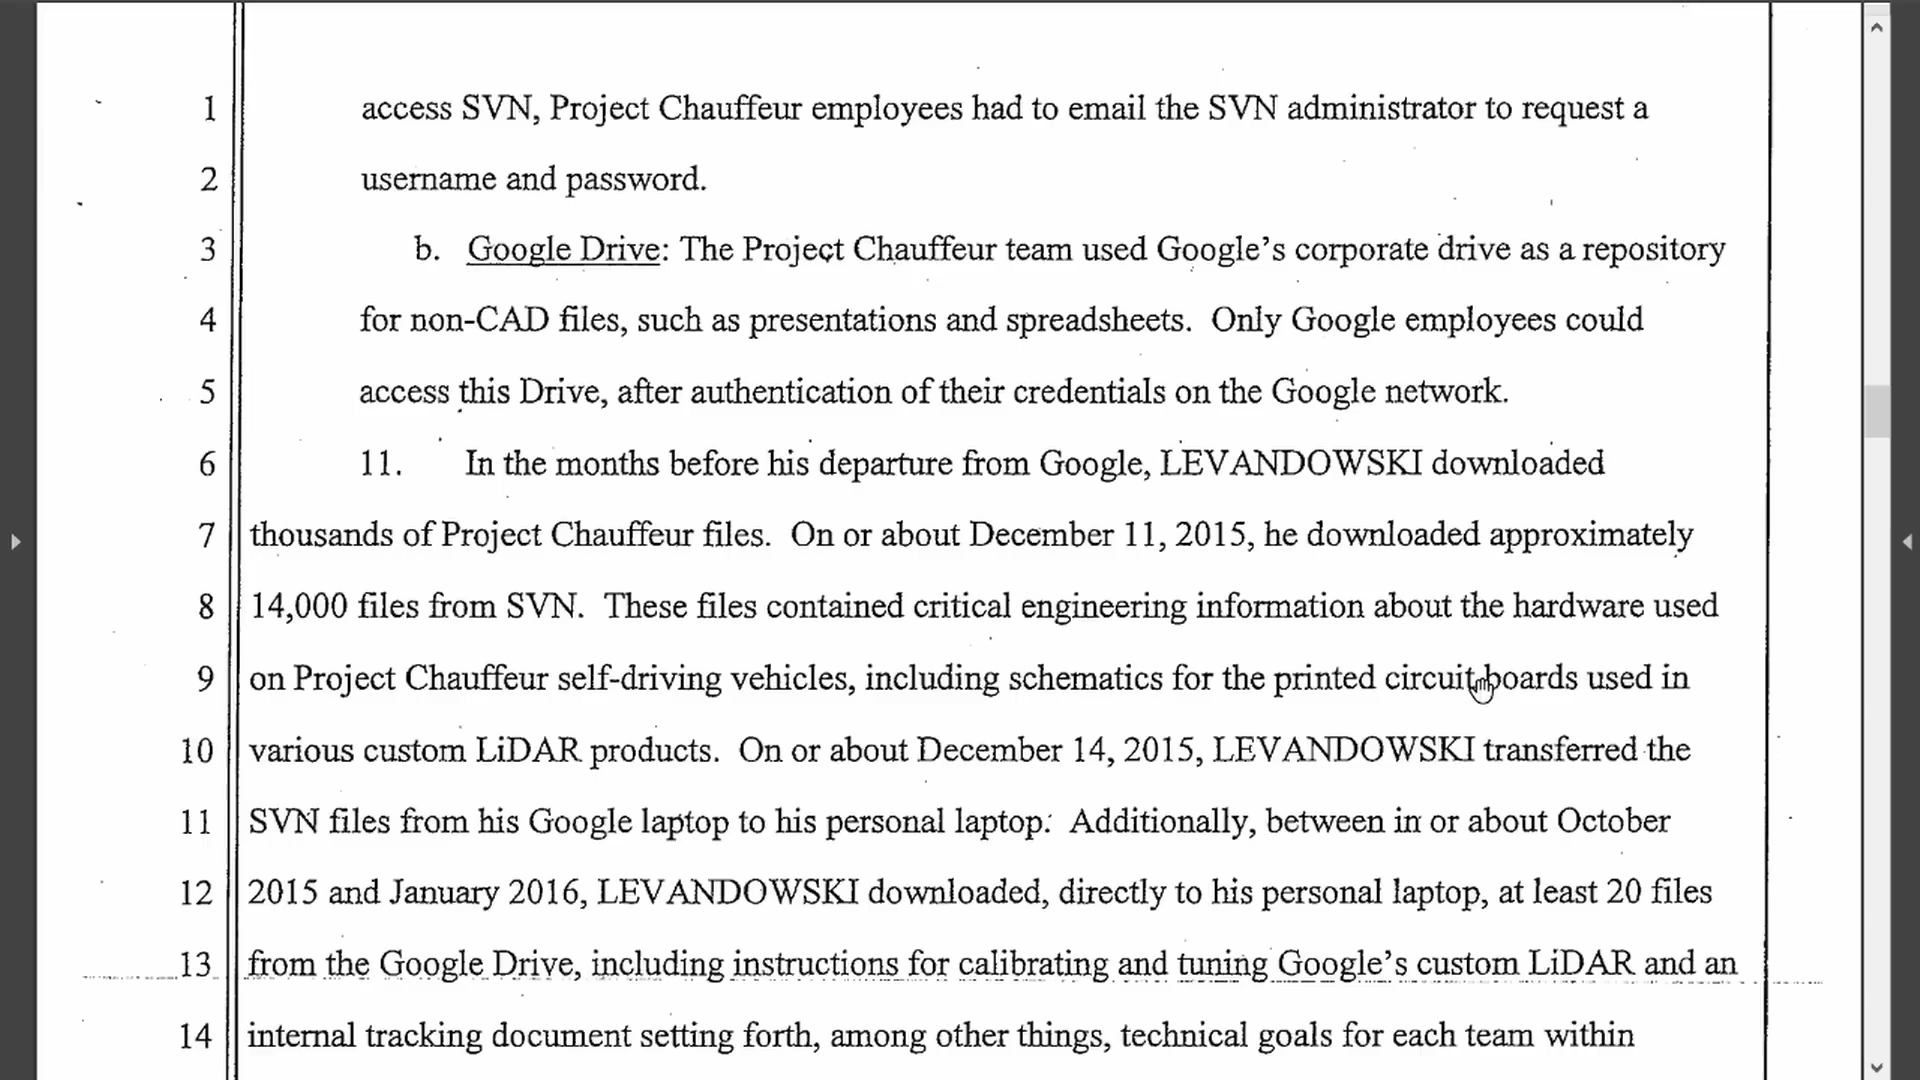 1 access SVN, Project Chauffeur employees had to email the SVN administrator to request a
2 username and password.
3 b. Google Drive: The Project Chauffeur team used Google's corporate drive as a repository
4 for non-CAD files, such as presentations and spreadsheets. Only Google employees could
5 access this Drive, after authentication of their credentials on the Google network.
6 11. In the months before his departure from Google, LEVANDOWSKI downloaded
7 thousands of Project Chauffeur files. On or about December 11, 2015, he downloaded approximately
8 14,000 files from SVN. These files contained critical engineering information about the hardware used
9 on Project Chauffeur self-driving vehicles, including schematics for the printed circuit boards used in
10 various custom LiDAR products. On or about December 14, 2015, LEVANDOWSKI transferred the
11 SVN files from his Google laptop to his personal laptop. Additionally, between in or about October
12 2015 and January 2016, LEVANDOWSKI downloaded, directly to his personal laptop, at least 20 files
13 from the Google Drive, including instructions for calibrating and tuning Google's custom LiDAR and an
14 internal tracking document setting forth, among other things, technical goals for each team within